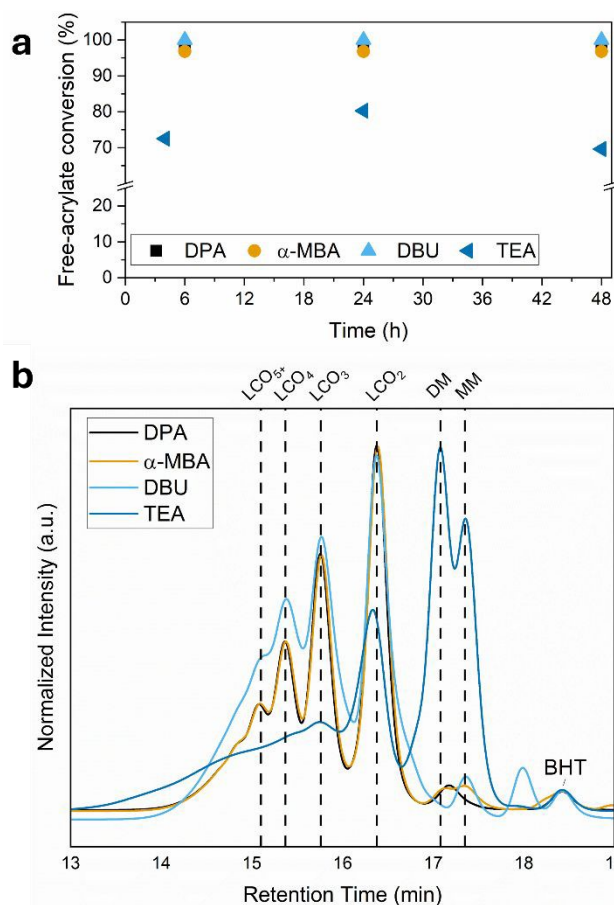 a
Free-acrylate conversion (%)
100
90
80
70
20
10
0
DPA α-MBA DBU TEA
0 6 12 18 24 30 36 42 48
Time (h)
b
LCO₅₊ LCO₄ LCO₃ LCO₂ DM MM
DPA
α-MBA
DBU
TEA
Normalized Intensity (a.u.)
BHT
13 14 15 16 17 18 1
Retention Time (min)